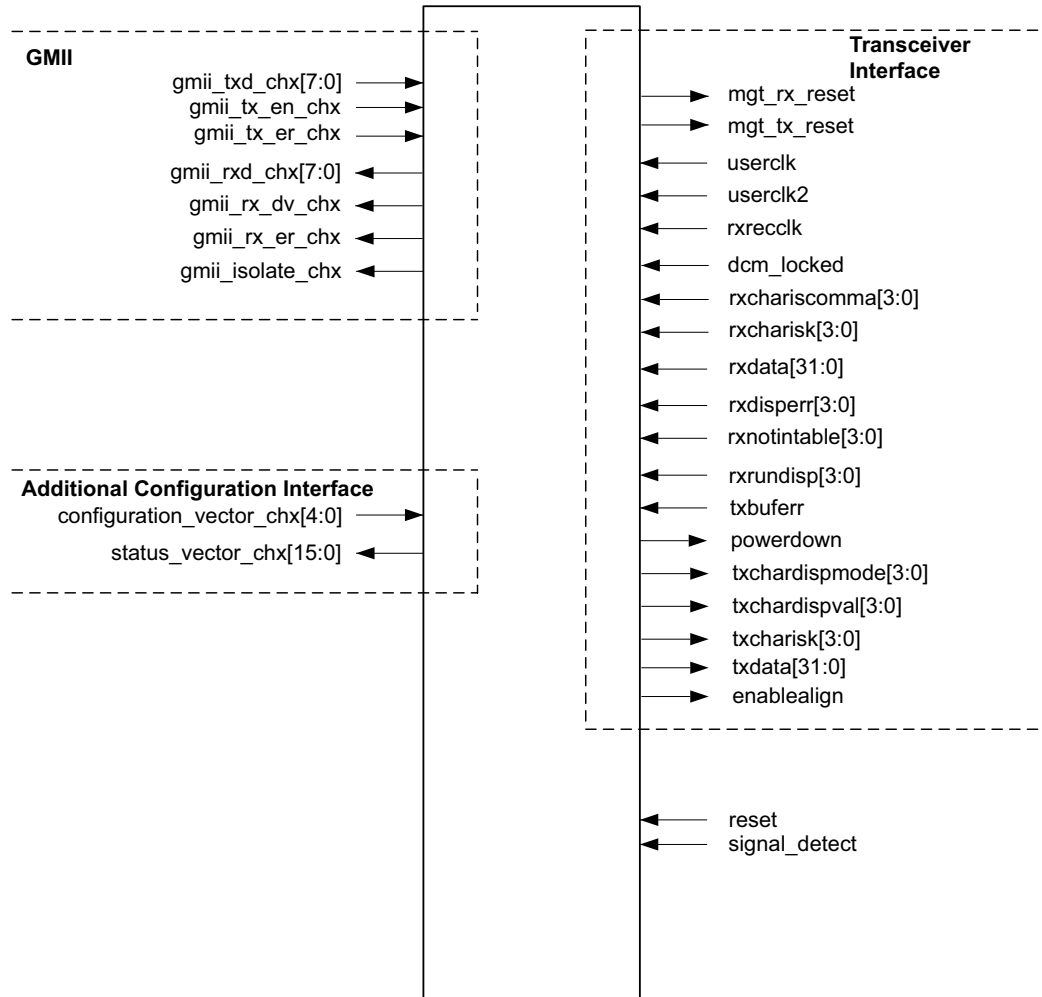 GMII
gmii_txd_chx[7:0]
gmii_tx_en_chx
gmii_tx_er_chx
gmii_rxd_chx[7:0]
gmii_rx_dv_chx
gmii_rx_er_chx
gmii_isolate_chx
Additional Configuration Interface
configuration_vector_chx[4:0]
status_vector_chx[15:0]
Transceiver
Interface
mgt_rx_reset
mgt_tx_reset
userclk
userclk2
rxrecclk
dcm_locked
rxchariscomma[3:0]
rxcharisk[3:0]
rxdata[31:0]
rxdisperr[3:0]
rxnotintable[3:0]
rxrundisp[3:0]
txbuferr
powerdown
txchardispmode[3:0]
txchardispval[3:0]
txcharisk[3:0]
txdata[31:0]
enablealign
reset
signal_detect